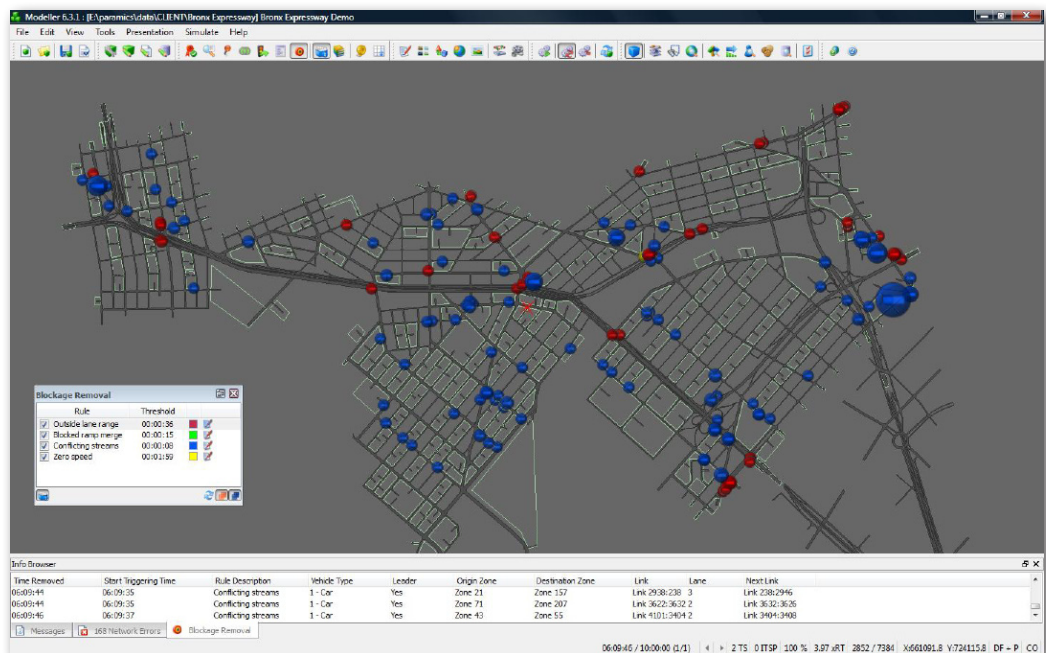 Modeller 6.3.1 : [E:\paramics\data\CLIENT\Bronx Expressway] Bronx Expressway Demo
File Edit View Tools Presentation Simulate Help
Blockage Removal
Rule Threshold
Outside lane range 00:00:36
Blocked ramp merge 00:00:15
Conflicting streams 00:00:08
Zero speed 00:01:59
Info Browser
Time Removed Start Triggering Time Rule Description Vehicle Type Leader Origin Zone Destination Zone Link Lane Next Link
06:09:44 06:09:35 Conflicting streams 1 - Car Yes Zone 21 Zone 157 Link 2938:238 3 Link 238:2946
06:09:44 06:09:35 Conflicting streams 1 - Car Yes Zone 71 Zone 207 Link 3622:3632 2 Link 3632:3626
06:09:46 06:09:37 Conflicting streams 1 - Car Yes Zone 43 Zone 55 Link 4101:3404 2 Link 3404:3408
Messages 168 Network Errors Blockage Removal
06:09:46 / 10:00:00 (1/1) 2 TS 0 ITSP 100 % 3.97 xRT 2852 / 7384 X:661091.8 Y:724115.8 DF + P CO